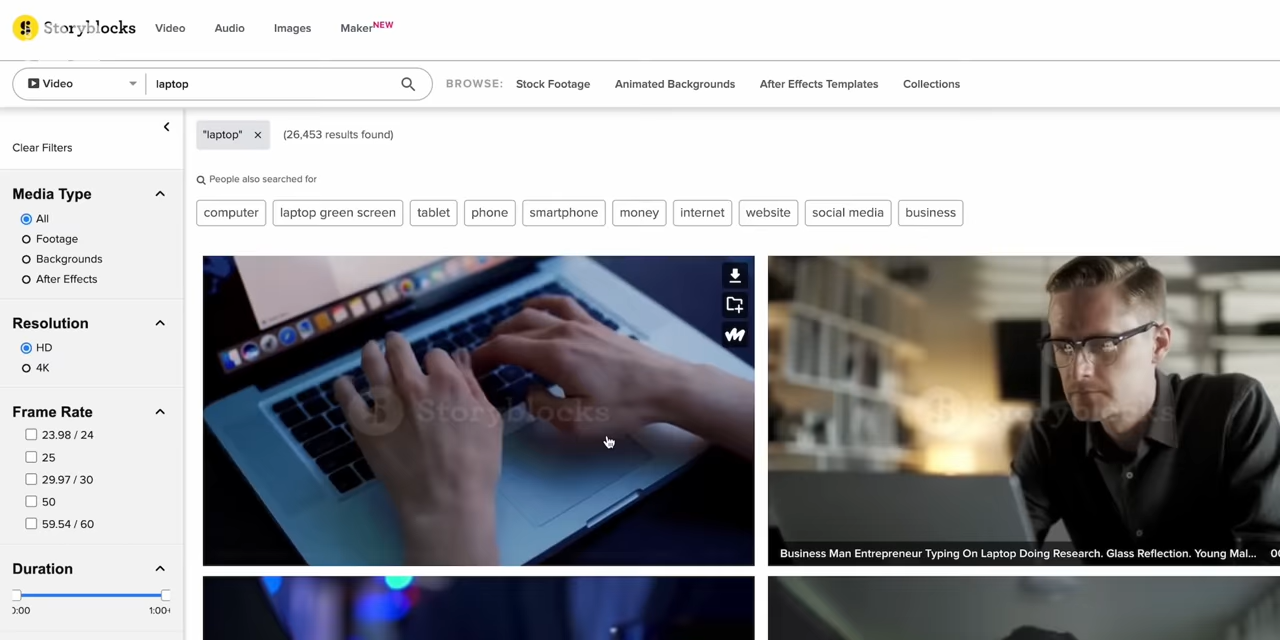 Storyblocks Video Audio Images Maker NEW
Video laptop BROWSE: Stock Footage Animated Backgrounds After Effects Templates Collections
"laptop" × (26,453 results found)
Clear Filters
People also searched for
computer laptop green screen tablet phone smartphone money internet website social media business
Media Type
All
Footage
Backgrounds
After Effects
Resolution
HD
4K
Frame Rate
23.98 / 24
25
29.97 / 30
50
59.54 / 60
Storyblocks Storyblocks
Business Man Entrepreneur Typing On Laptop Doing Research. Glass Reflection. Young Mal...
Duration
0:00 1:00+